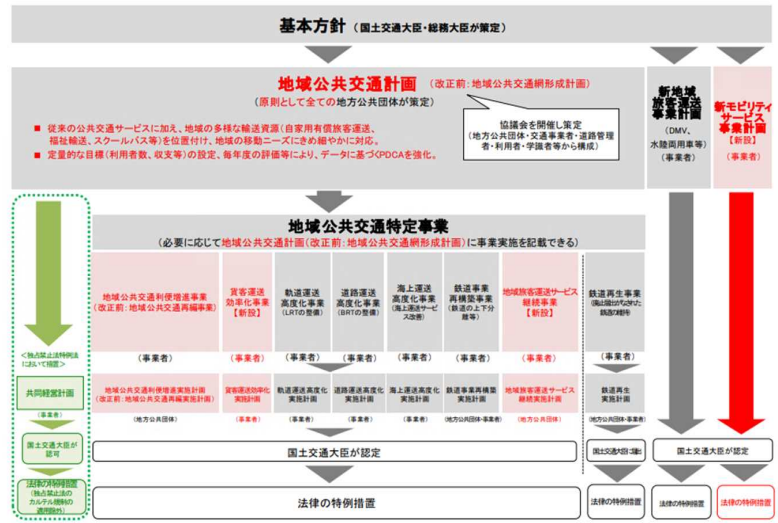 基本方針（国土交通大臣・総務大臣が策定）
地域公共交通計画（改正前：地域公共交通網形成計画）
（原則として全ての地方公共団体が策定）
■ 従来の公共交通サービスに加え、地域の多様な輸送資源（自家用有償旅客運送、
福祉輸送、スクールバス等）を位置付け、地域の移動ニーズにきめ細やかに対応。
■ 定量的な目標（利用者数、収支等）の設定、毎年度の評価等により、データに基づくPDCAを強化。
協議会を開催し策定
（地方公共団体・交通事業者・道路管理
者・利用者・学識者等から構成）
新地域
旅客運送
事業計画
（DMV、
水陸両用車等）
（事業者）
新モビリティ
サービス
事業計画
【新設】
（事業者）
地域公共交通特定事業
（必要に応じて地域公共交通計画（改正前：地域公共交通網形成計画）に事業実施を記載できる）
地域公共交通利便増進事業
（改正前：地域公共交通再編事業）
貨客運送
効率化事業
【新設】
軌道運送
高度化事業
（LRTの整備）
道路運送
高度化事業
（BRTの整備）
海上運送
高度化事業
（海上運送サービ
ス改善）
鉄道事業
再構築事業
（鉄道の上下分
離等）
地域旅客運送サービス
継続事業
【新設】
鉄道再生事業
（廃止届出がなされた
鉄道の維持）
（事業者）
（事業者）
（事業者）
（事業者）
（事業者）
（事業者）
（事業者）
（事業者）
＜独占禁止法特例法
において措置＞
共同経営計画
（事業者）
国土交通大臣が
認可
法律の特例措置
（独占禁止法の
カルテル規制の
適用除外）
地域公共交通利便増進実施計画
（改正前：地域公共交通再編実施計画）
貨客運送効率化
実施計画
軌道運送高度化
実施計画
道路運送高度化
実施計画
海上運送高度化
実施計画
鉄道事業再構築
実施計画
地域旅客運送サービス
継続実施計画
鉄道再生
実施計画
（地方公共団体）
（事業者）
（事業者）
（事業者）
（事業者）
（地方公共団体・事業者）
（地方公共団体）
（地方公共団体・事業者）
国土交通大臣が認定
国土交通大臣に届出
国土交通大臣が認定
法律の特例措置
法律の特例措置
法律の特例措置
法律の特例措置